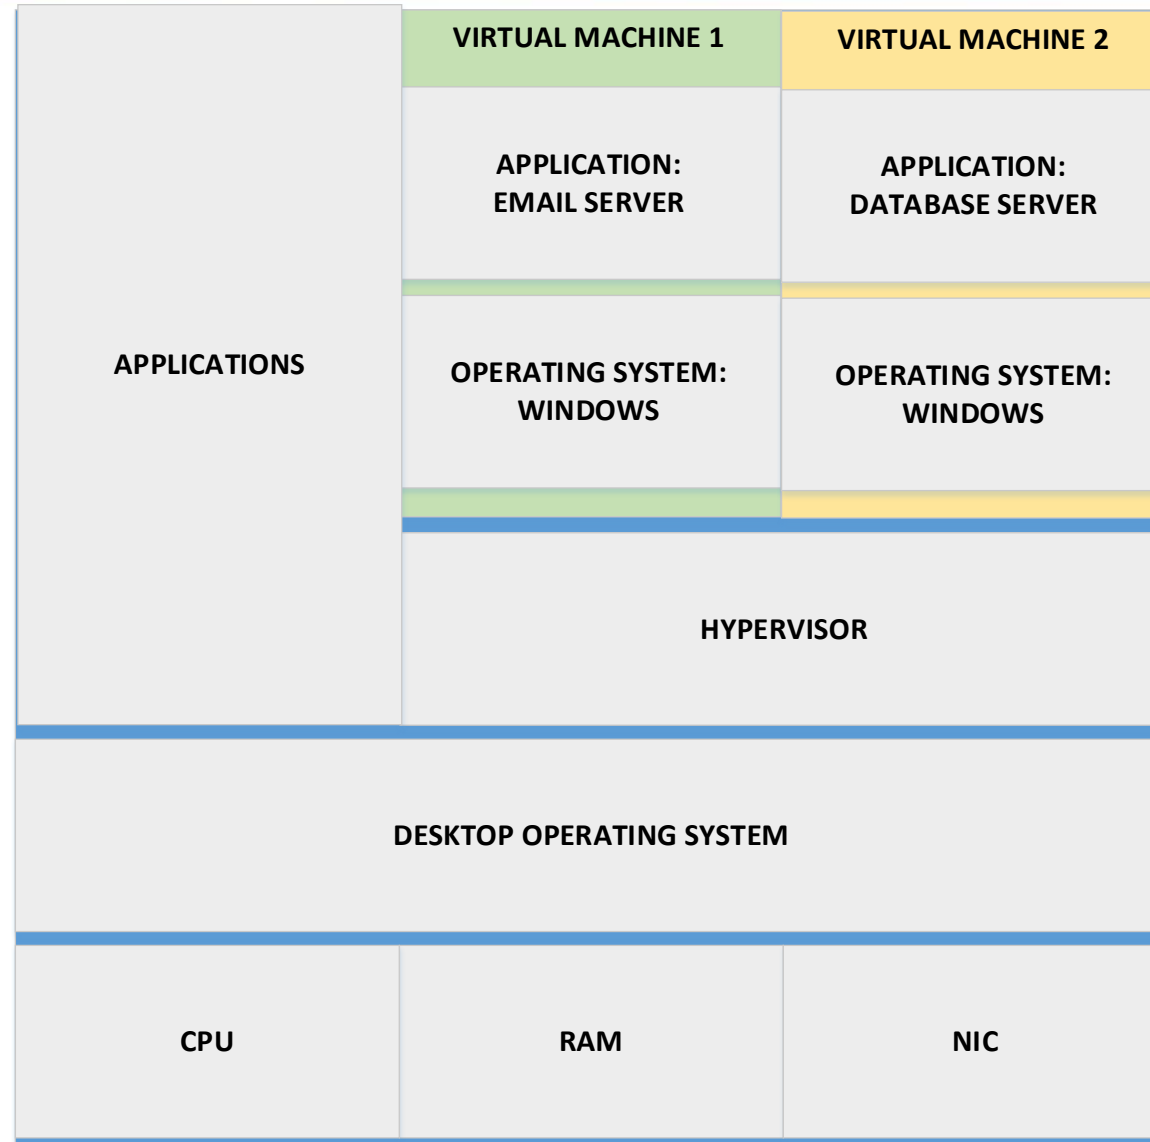 VIRTUAL MACHINE 1
VIRTUAL MACHINE 2
APPLICATION:
EMAIL SERVER
APPLICATION:
DATABASE SERVER
APPLICATIONS
OPERATING SYSTEM:
WINDOWS
OPERATING SYSTEM:
WINDOWS
HYPERVISOR
DESKTOP OPERATING SYSTEM
CPU
RAM
NIC